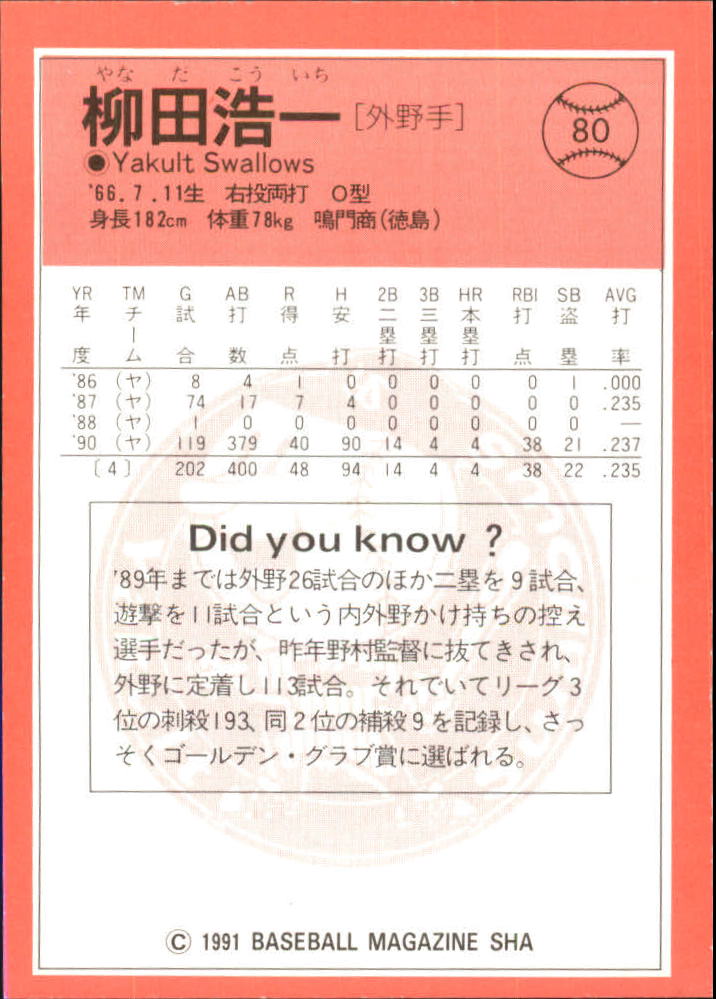 やなだ こういち
柳田浩一 [外野手]
80
●Yakult Swallows
'66.7.11生 右投両打 O型
身長182cm 体重78kg 鳴門商(徳島)
YR TM G AB R H 2B 3B HR RBI SB AVG
年度 チーム 試合 打数 得点 安打 二塁打 三塁打 本塁打 打点 盗塁 打率
'86 (ヤ) 8 4 1 0 0 0 0 0 1 .000
'87 (ヤ) 74 17 7 4 0 0 0 0 0 .235
'88 (ヤ) 1 0 0 0 0 0 0 0 0 —
'90 (ヤ) 119 379 40 90 14 4 4 38 21 .237
〔4〕 202 400 48 94 14 4 4 38 22 .235
Did you know ?
'89年までは外野26試合のほか二塁を9試合、
遊撃を11試合という内外野かけ持ちの控え
選手だったが、昨年野村監督に抜てきされ、
外野に定着し113試合。それでいてリーグ3
位の刺殺193、同2位の補殺9を記録し、さっ
そくゴールデン・グラブ賞に選ばれる。
© 1991 BASEBALL MAGAZINE SHA